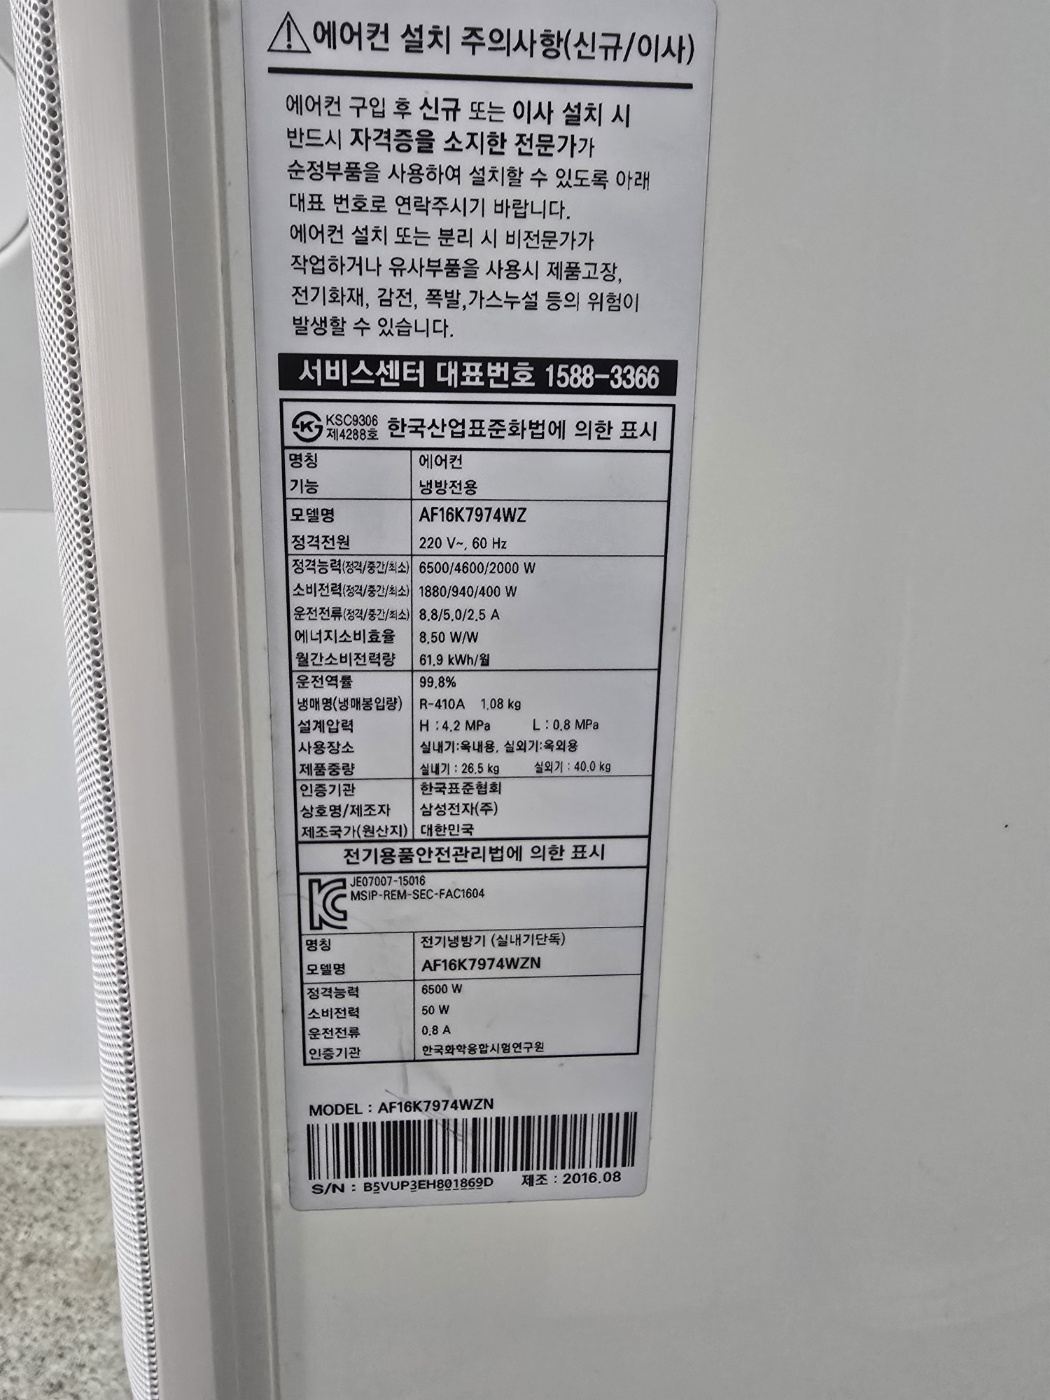 ⚠에어컨 설치 주의사항(신규/이사)
에어컨 구입 후 신규 또는 이사 설치 시
반드시 자격증을 소지한 전문가가
순정부품을 사용하여 설치할 수 있도록 아래
대표 번호로 연락주시기 바랍니다.
에어컨 설치 또는 분리 시 비전문가가
작업하거나 유사부품을 사용시 제품고장,
전기화재, 감전, 폭발,가스누설 등의 위험이
발생할 수 있습니다.
서비스센터 대표번호 1588-3366
KSC9306
제4288호 한국산업표준화법에 의한 표시
명칭 에어컨
기능 냉방전용
모델명 AF16K7974WZ
정격전원 220 V~, 60 Hz
정격능력(정격/중간/최소) 6500/4600/2000 W
소비전력(정격/중간/최소) 1880/940/400 W
운전전류(정격/중간/최소) 8.8/5.0/2.5 A
에너지소비효율 8.50 W/W
월간소비전력량 61.9 kWh/월
운전역률 99.8%
냉매명(냉매봉입량) R-410A 1.08 kg
설계압력 H : 4.2 MPa L : 0.8 MPa
사용장소 실내기:옥내용, 실외기:옥외용
제품중량 실내기 : 26.5 kg 실외기 : 40.0 kg
인증기관 한국표준협회
상호명/제조자 삼성전자(주)
제조국가(원산지) 대한민국
전기용품안전관리법에 의한 표시
JE07007-15016
MSIP-REM-SEC-FAC1604
명칭 전기냉방기 (실내기단독)
모델명 AF16K7974WZN
정격능력 6500 W
소비전력 50 W
운전전류 0.8 A
인증기관 한국화학융합시험연구원
MODEL : AF16K7974WZN
S/N : B5VUP3EH801869D 제조 : 2016.08